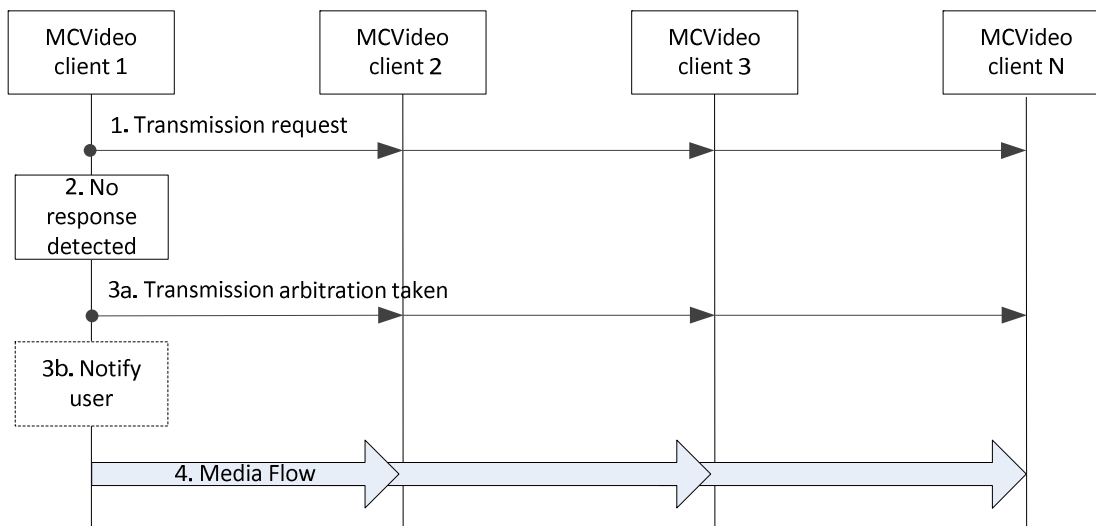 MCVideo
client 1
MCVideo
client 2
MCVideo
client 3
MCVideo
client N
1. Transmission request
2. No
response
detected
3a. Transmission arbitration taken
3b. Notify
user
4. Media Flow